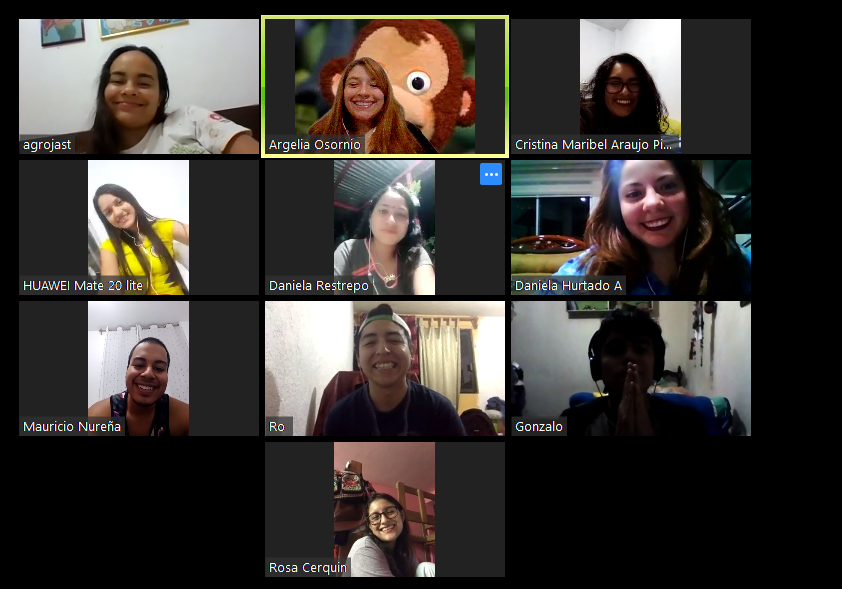 agrojast
Argelia Osornio
Cristina Maribel Araujo Pi...
HUAWEI Mate 20 lite
Daniela Restrepo
Daniela Hurtado A
Mauricio Nureña
Ro
Gonzalo
Rosa Cerquin